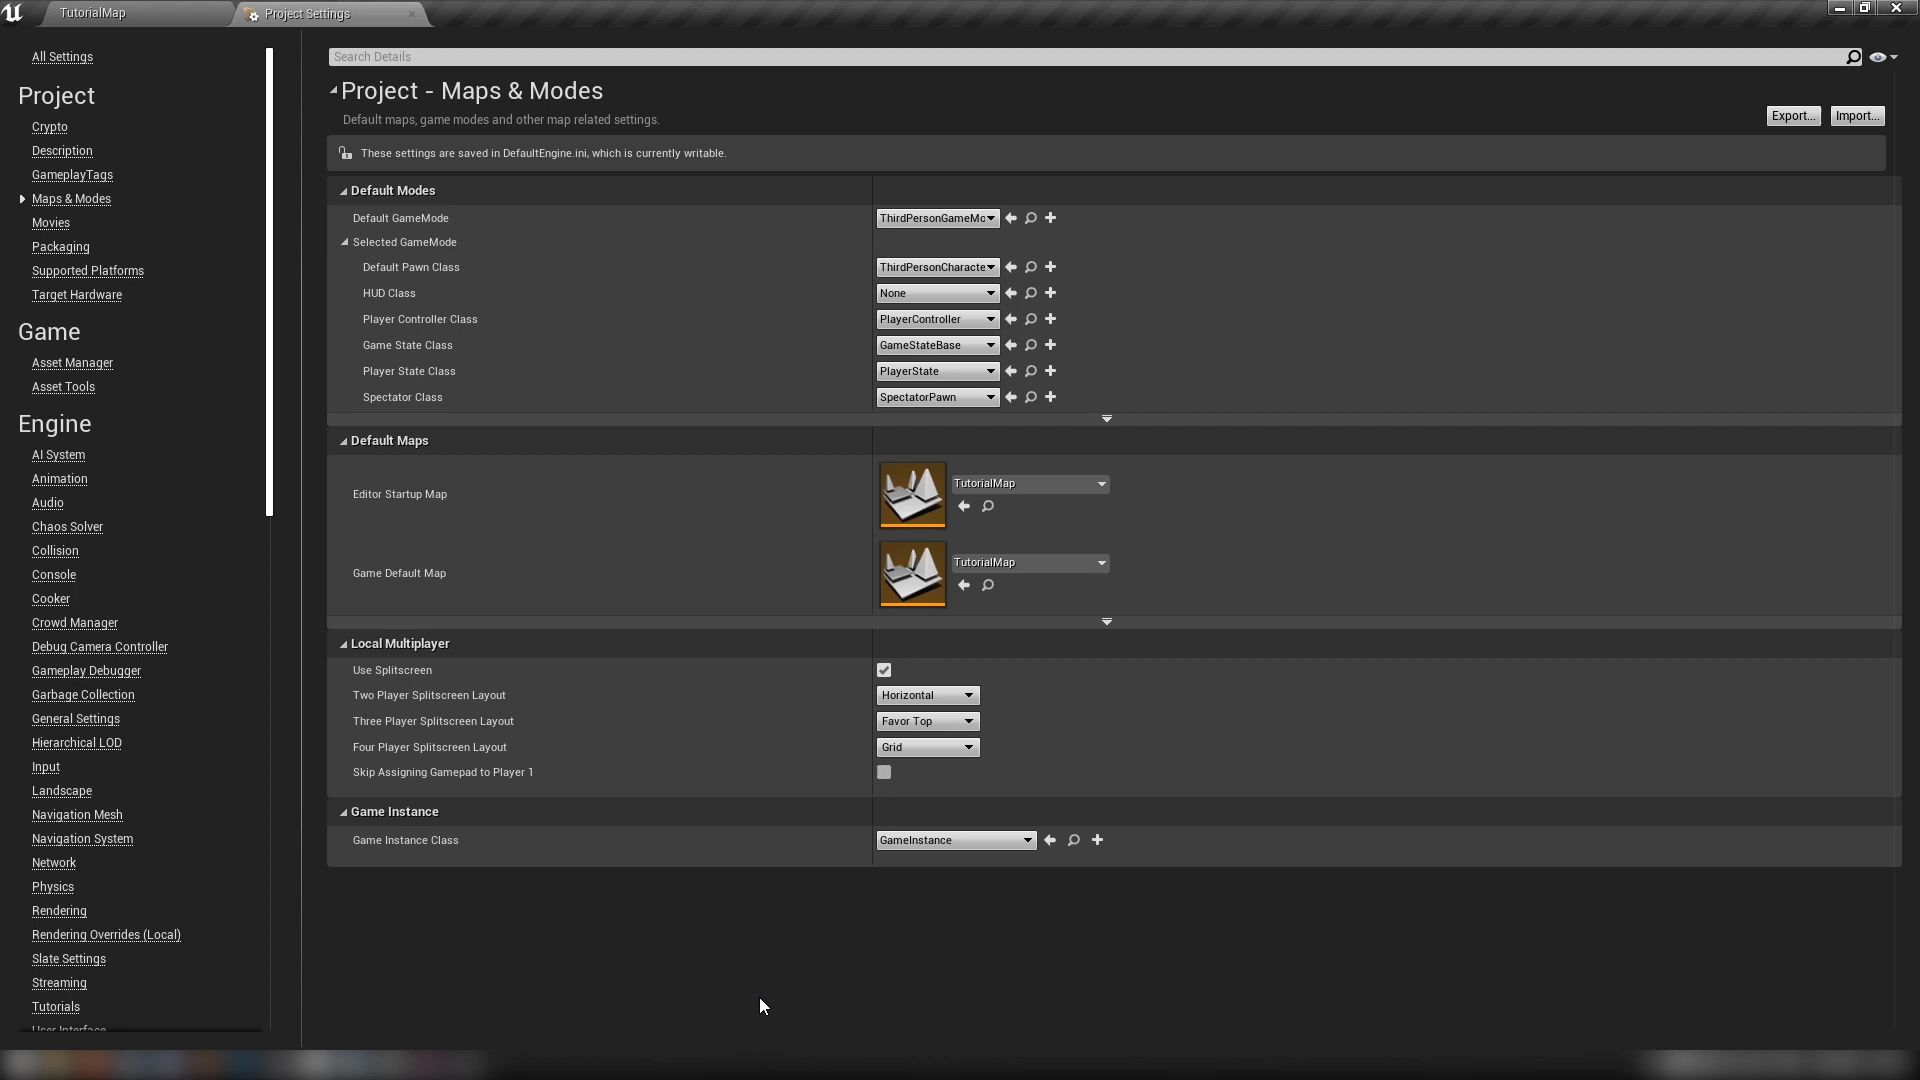 TutorialMap
Project Settings
All Settings
Project
Crypto
Description
GameplayTags
Maps & Modes
Movies
Packaging
Supported Platforms
Target Hardware
Game
Asset Manager
Asset Tools
Engine
AI System
Animation
Audio
Chaos Solver
Collision
Console
Cooker
Crowd Manager
Debug Camera Controller
Gameplay Debugger
Garbage Collection
General Settings
Hierarchical LOD
Input
Landscape
Navigation Mesh
Navigation System
Network
Physics
Rendering
Rendering Overrides (Local)
Slate Settings
Streaming
Tutorials
User Interface
Search Details
Project - Maps & Modes
Default maps, game modes and other map related settings.
Export...
Import...
These settings are saved in DefaultEngine.ini, which is currently writable.
Default Modes
Default GameMode
ThirdPersonGameMo
Selected GameMode
Default Pawn Class
ThirdPersonCharacte
HUD Class
None
Player Controller Class
PlayerController
Game State Class
GameStateBase
Player State Class
PlayerState
Spectator Class
SpectatorPawn
Default Maps
Editor Startup Map
TutorialMap
Game Default Map
TutorialMap
Local Multiplayer
Use Splitscreen
Two Player Splitscreen Layout
Horizontal
Three Player Splitscreen Layout
Favor Top
Four Player Splitscreen Layout
Grid
Skip Assigning Gamepad to Player 1
Game Instance
Game Instance Class
GameInstance